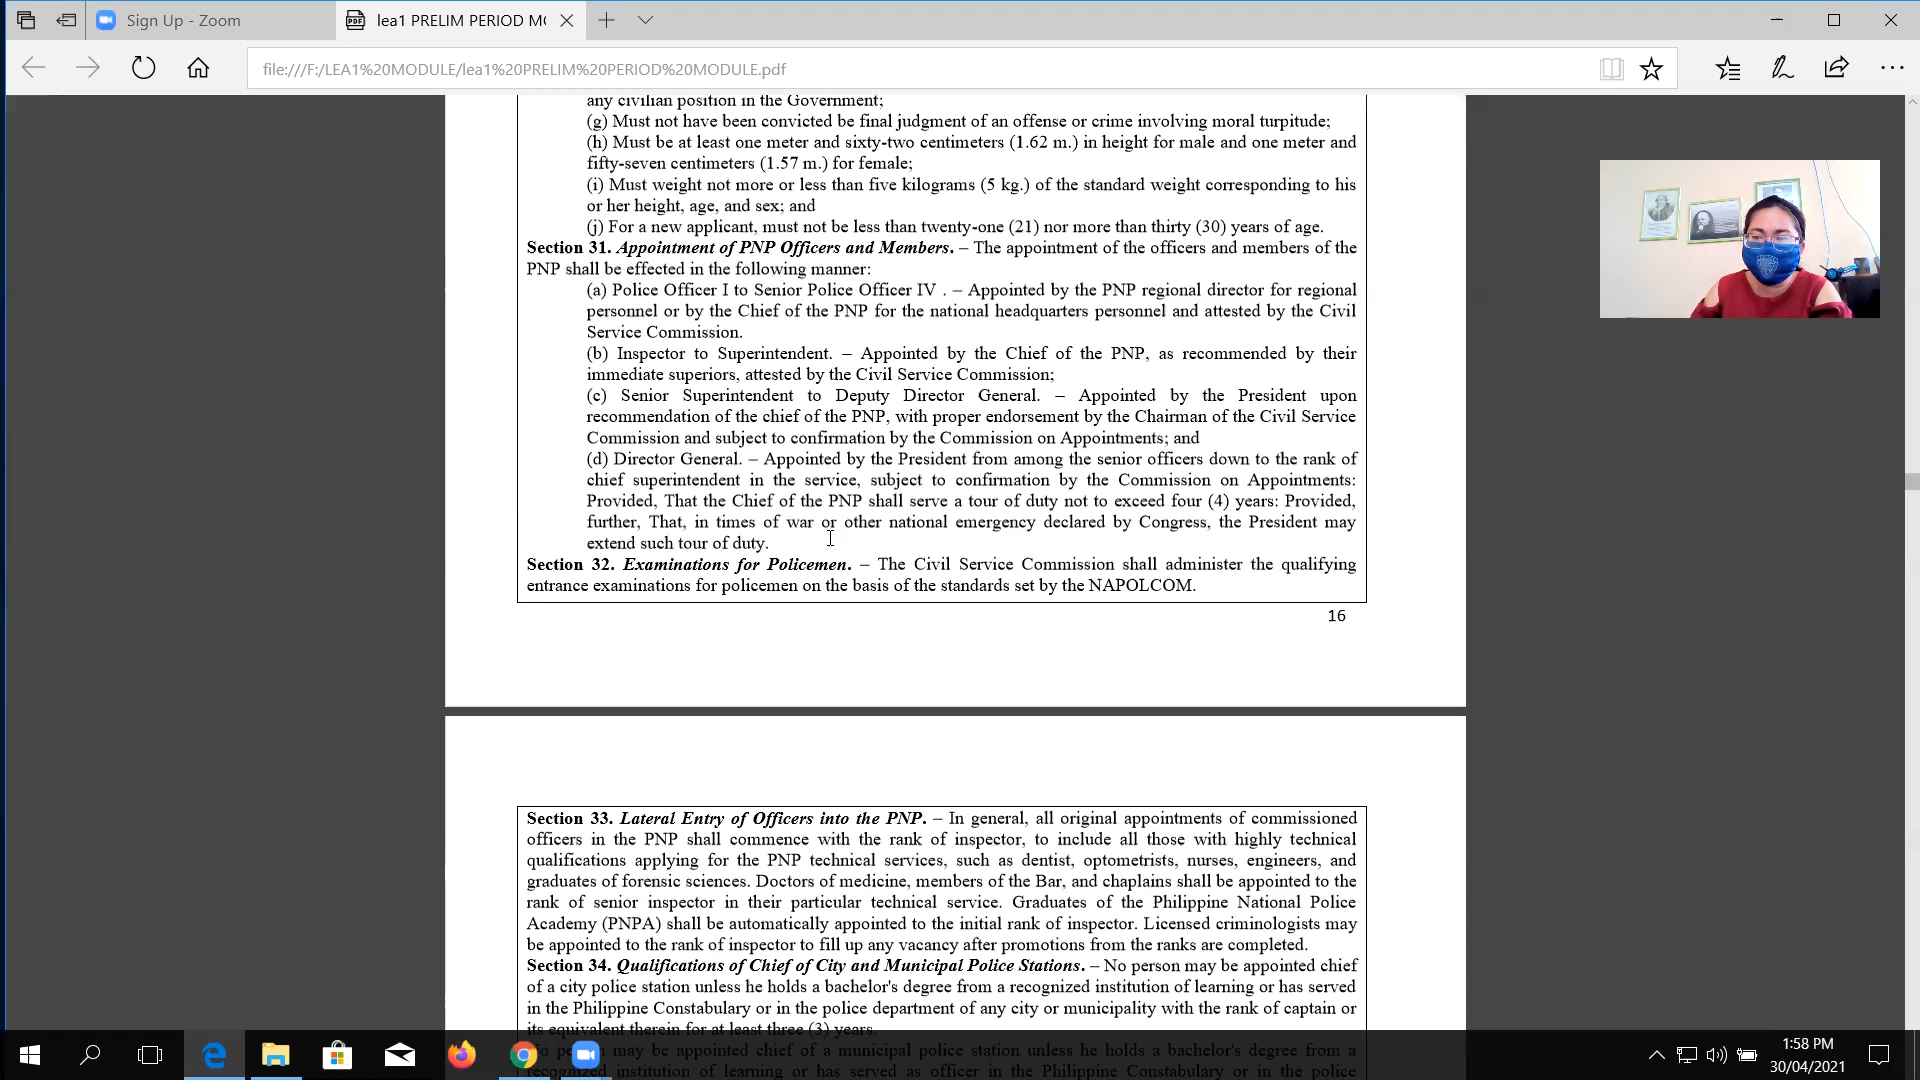 Sign Up - Zoom
lea1 PRELIM PERIOD MO
file:///F:/LEA1%20MODULE/lea1%20PRELIM%20PERIOD%20MODULE.pdf
any civilian position in the Government;
(g) Must not have been convicted be final judgment of an offense or crime involving moral turpitude;
(h) Must be at least one meter and sixty-two centimeters (1.62 m.) in height for male and one meter and
fifty-seven centimeters (1.57 m.) for female;
(i) Must weight not more or less than five kilograms (5 kg.) of the standard weight corresponding to his
or her height, age, and sex; and
(j) For a new applicant, must not be less than twenty-one (21) nor more than thirty (30) years of age.
Section 31. Appointment of PNP Officers and Members. – The appointment of the officers and members of the
PNP shall be effected in the following manner:
(a) Police Officer I to Senior Police Officer IV . – Appointed by the PNP regional director for regional
personnel or by the Chief of the PNP for the national headquarters personnel and attested by the Civil
Service Commission.
(b) Inspector to Superintendent. – Appointed by the Chief of the PNP, as recommended by their
immediate superiors, attested by the Civil Service Commission;
(c) Senior Superintendent to Deputy Director General. – Appointed by the President upon
recommendation of the chief of the PNP, with proper endorsement by the Chairman of the Civil Service
Commission and subject to confirmation by the Commission on Appointments; and
(d) Director General. – Appointed by the President from among the senior officers down to the rank of
chief superintendent in the service, subject to confirmation by the Commission on Appointments:
Provided, That the Chief of the PNP shall serve a tour of duty not to exceed four (4) years: Provided,
further, That, in times of war or other national emergency declared by Congress, the President may
extend such tour of duty.
Section 32. Examinations for Policemen. – The Civil Service Commission shall administer the qualifying
entrance examinations for policemen on the basis of the standards set by the NAPOLCOM.
16
Section 33. Lateral Entry of Officers into the PNP. – In general, all original appointments of commissioned
officers in the PNP shall commence with the rank of inspector, to include all those with highly technical
qualifications applying for the PNP technical services, such as dentist, optometrists, nurses, engineers, and
graduates of forensic sciences. Doctors of medicine, members of the Bar, and chaplains shall be appointed to the
rank of senior inspector in their particular technical service. Graduates of the Philippine National Police
Academy (PNPA) shall be automatically appointed to the initial rank of inspector. Licensed criminologists may
be appointed to the rank of inspector to fill up any vacancy after promotions from the ranks are completed.
Section 34. Qualifications of Chief of City and Municipal Police Stations. – No person may be appointed chief
of a city police station unless he holds a bachelor's degree from a recognized institution of learning or has served
in the Philippine Constabulary or in the police department of any city or municipality with the rank of captain or
its equivalent therein for at least three (3) years.
No person may be appointed chief of a municipal police station unless he holds a bachelor's degree from a
recognized institution of learning or has served as officer in the Philippine Constabulary or in the police
1:58 PM
30/04/2021